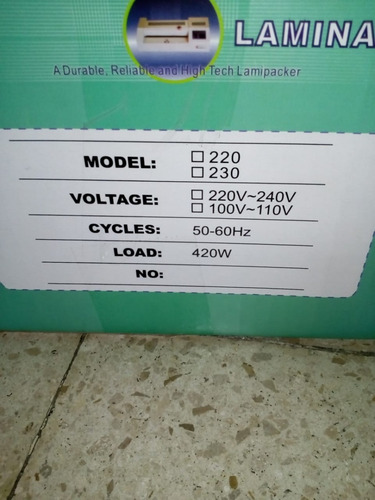 LAMINA
A Durable, Reliable and High Tech Lamipacker
MODEL: ☐ 220
☐ 230
VOLTAGE: ☐ 220V~240V
☐ 100V~110V
CYCLES: 50-60Hz
LOAD: 420W
NO: